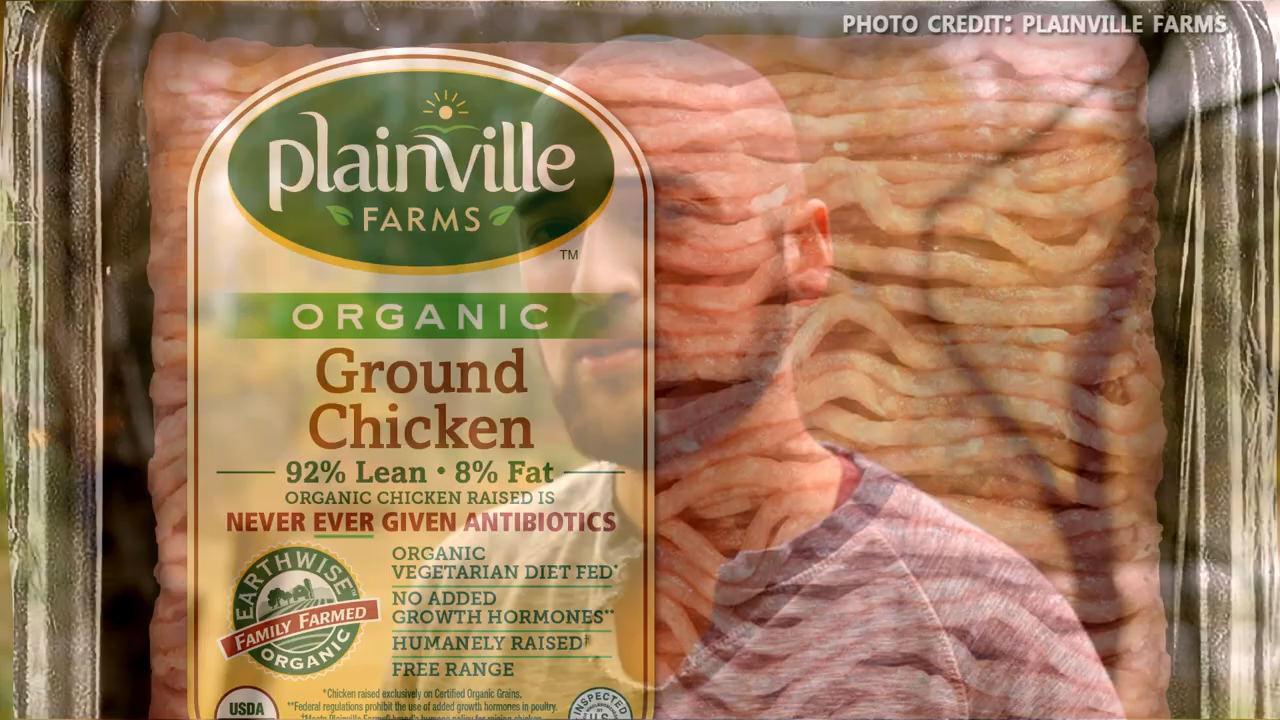 PHOTO CREDIT: PLAINVILLE FARMS
plainville
FARMS
TM
ORGANIC
Ground
Chicken
92% Lean • 8% Fat
ORGANIC CHICKEN RAISED IS
NEVER EVER GIVEN ANTIBIOTICS
EARTHWISE™
FAMILY FARMED
ORGANIC
ORGANIC
VEGETARIAN DIET FED*
NO ADDED
GROWTH HORMONES**
HUMANELY RAISED†
FREE RANGE
*Chicken raised exclusively on Certified Organic Grains.
**Federal regulations prohibit the use of added growth hormones in poultry.
USDA
INSPECTED